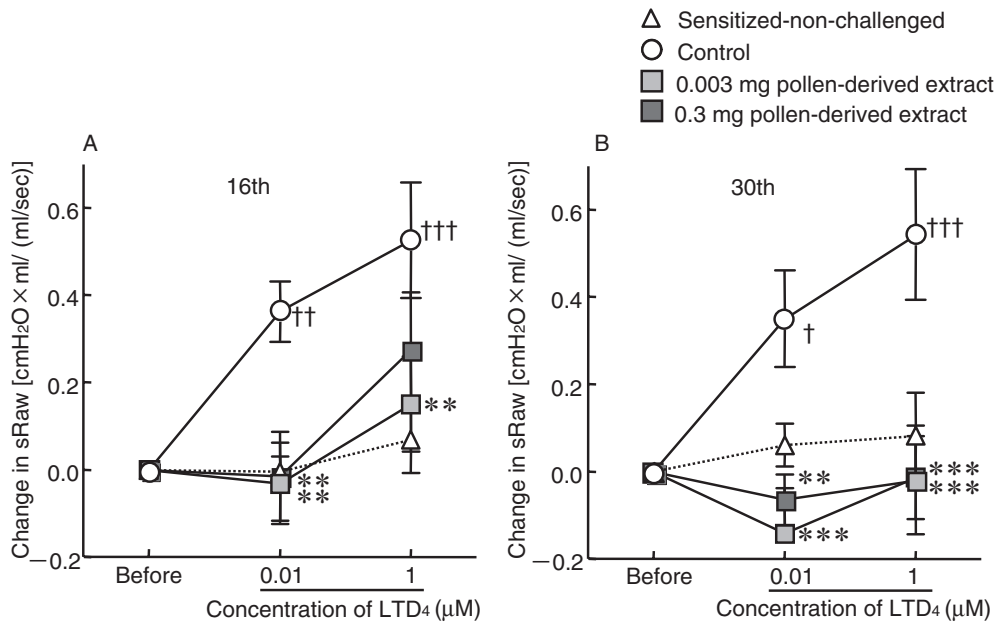 Sensitized-non-challenged
Control
0.003 mg pollen-derived extract
0.3 mg pollen-derived extract
A
16th
Change in sRaw [cmH₂O×ml/ (ml/sec)]
0.6
0.4
0.2
0.0
−0.2
†††
††
**
**
**
Before
0.01
1
Concentration of LTD₄ (μM)
B
30th
Change in sRaw [cmH₂O×ml/ (ml/sec)]
0.6
0.4
0.2
0.0
−0.2
†††
†
**
***
***
***
Before
0.01
1
Concentration of LTD₄ (μM)